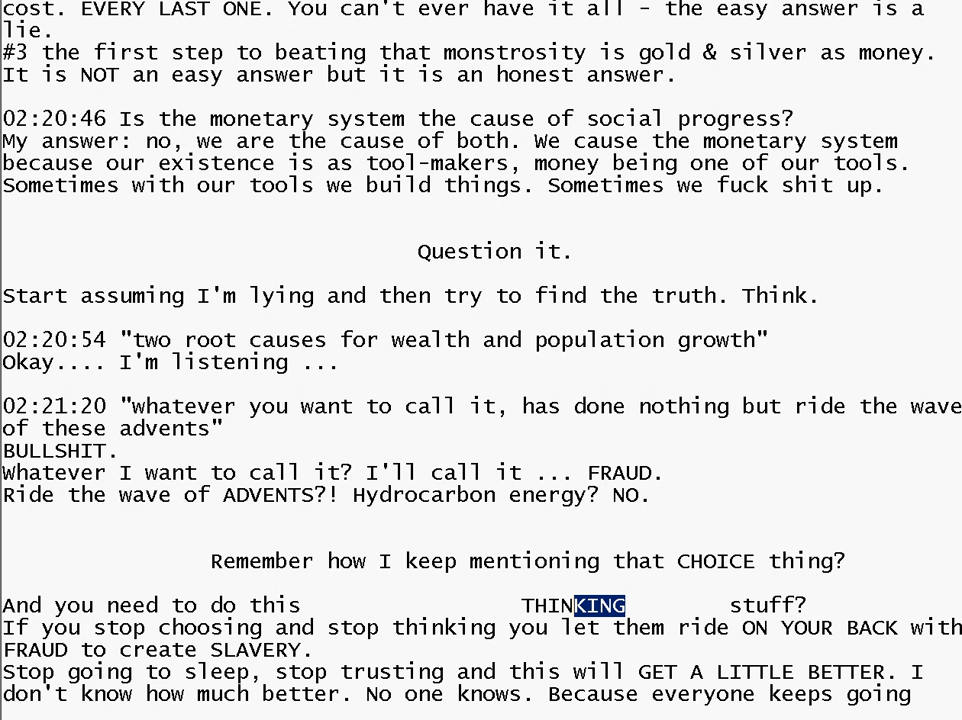 cost. EVERY LAST ONE. You can't ever have it all - the easy answer is a
lie.
#3 the first step to beating that monstrosity is gold & silver as money.
It is NOT an easy answer but it is an honest answer.
02:20:46 Is the monetary system the cause of social progress?
My answer: no, we are the cause of both. We cause the monetary system
because our existence is as tool-makers, money being one of our tools.
Sometimes with our tools we build things. Sometimes we fuck shit up.
Question it.
Start assuming I'm lying and then try to find the truth. Think.
02:20:54 "two root causes for wealth and population growth"
Okay.... I'm listening ...
02:21:20 "whatever you want to call it, has done nothing but ride the wave
of these advents"
BULLSHIT.
Whatever I want to call it? I'll call it ... FRAUD.
Ride the wave of ADVENTS?! Hydrocarbon energy? NO.
Remember how I keep mentioning that CHOICE thing?
And you need to do this THINKING stuff?
If you stop choosing and stop thinking you let them ride ON YOUR BACK with
FRAUD to create SLAVERY.
Stop going to sleep, stop trusting and this will GET A LITTLE BETTER. I
don't know how much better. No one knows. Because everyone keeps going